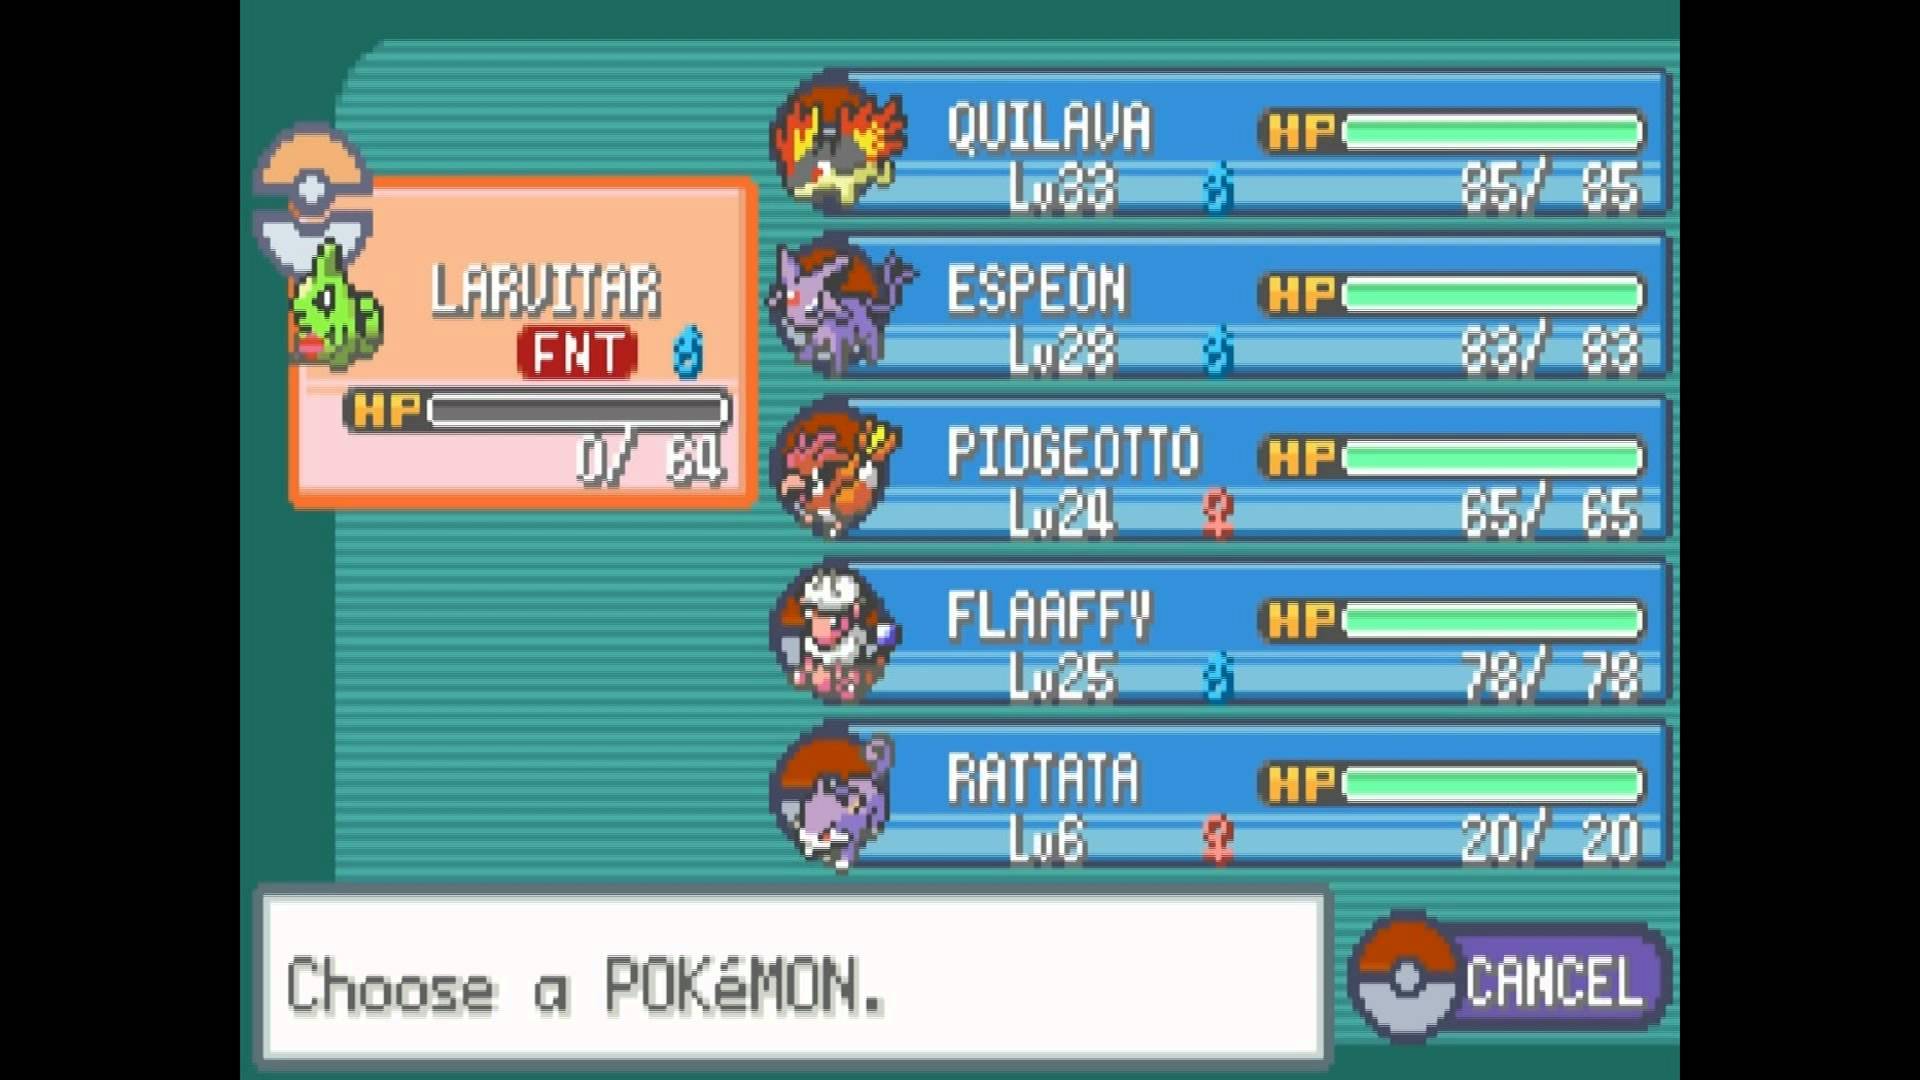 LARVITAR
FNT ♂
HP
0/ 64
QUILAVA HP
Lv33 ♂ 85/ 85
ESPEON HP
Lv28 ♂ 83/ 83
PIDGEOTTO HP
Lv24 ♀ 65/ 65
FLAAFFY HP
Lv25 ♂ 78/ 78
RATTATA HP
Lv6 ♀ 20/ 20
Choose a POKéMON.
CANCEL